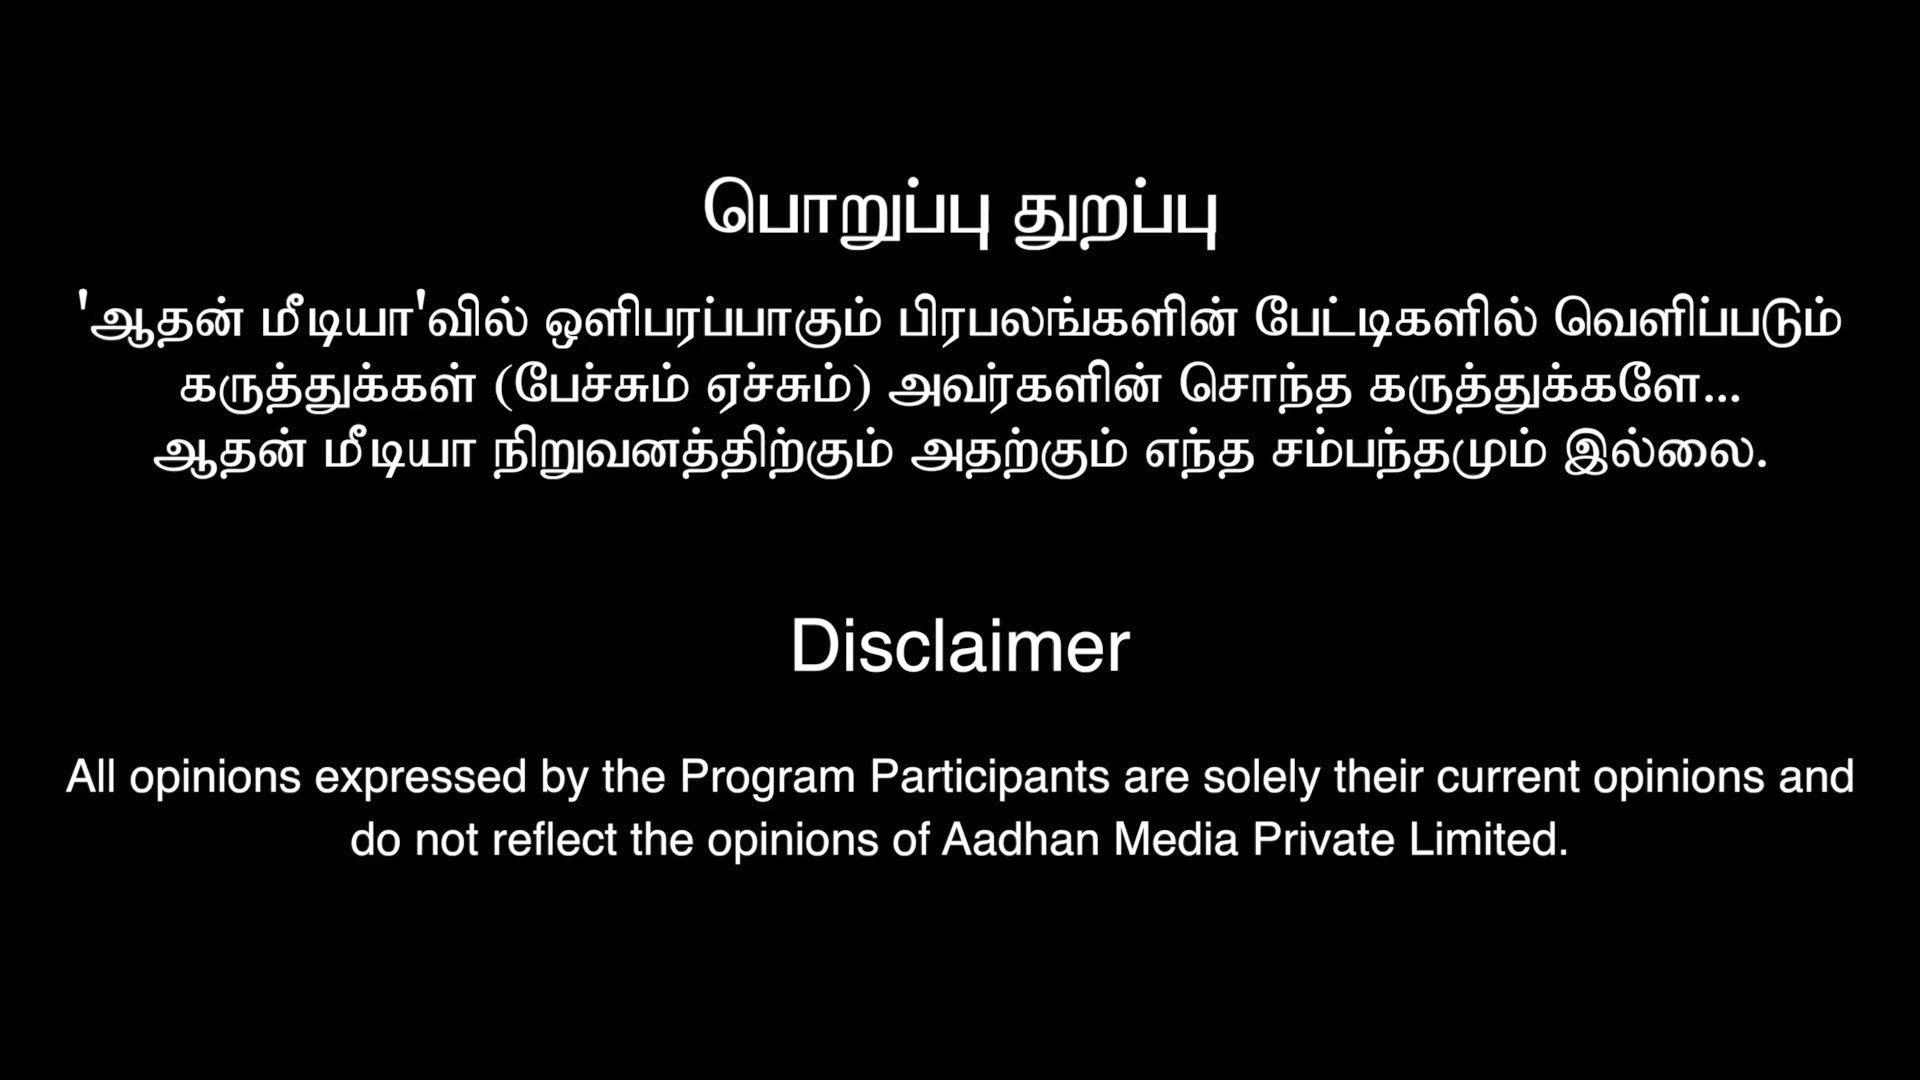 பொறுப்பு துறப்பு
'ஆதன் மீடியா'வில் ஒளிபரப்பாகும் பிரபலங்களின் பேட்டிகளில் வெளிப்படும்
கருத்துக்கள் (பேச்சும் ஏச்சும்) அவர்களின் சொந்த கருத்துக்களே...
ஆதன் மீடியா நிறுவனத்திற்கும் அதற்கும் எந்த சம்பந்தமும் இல்லை.
Disclaimer
All opinions expressed by the Program Participants are solely their current opinions and
do not reflect the opinions of Aadhan Media Private Limited.